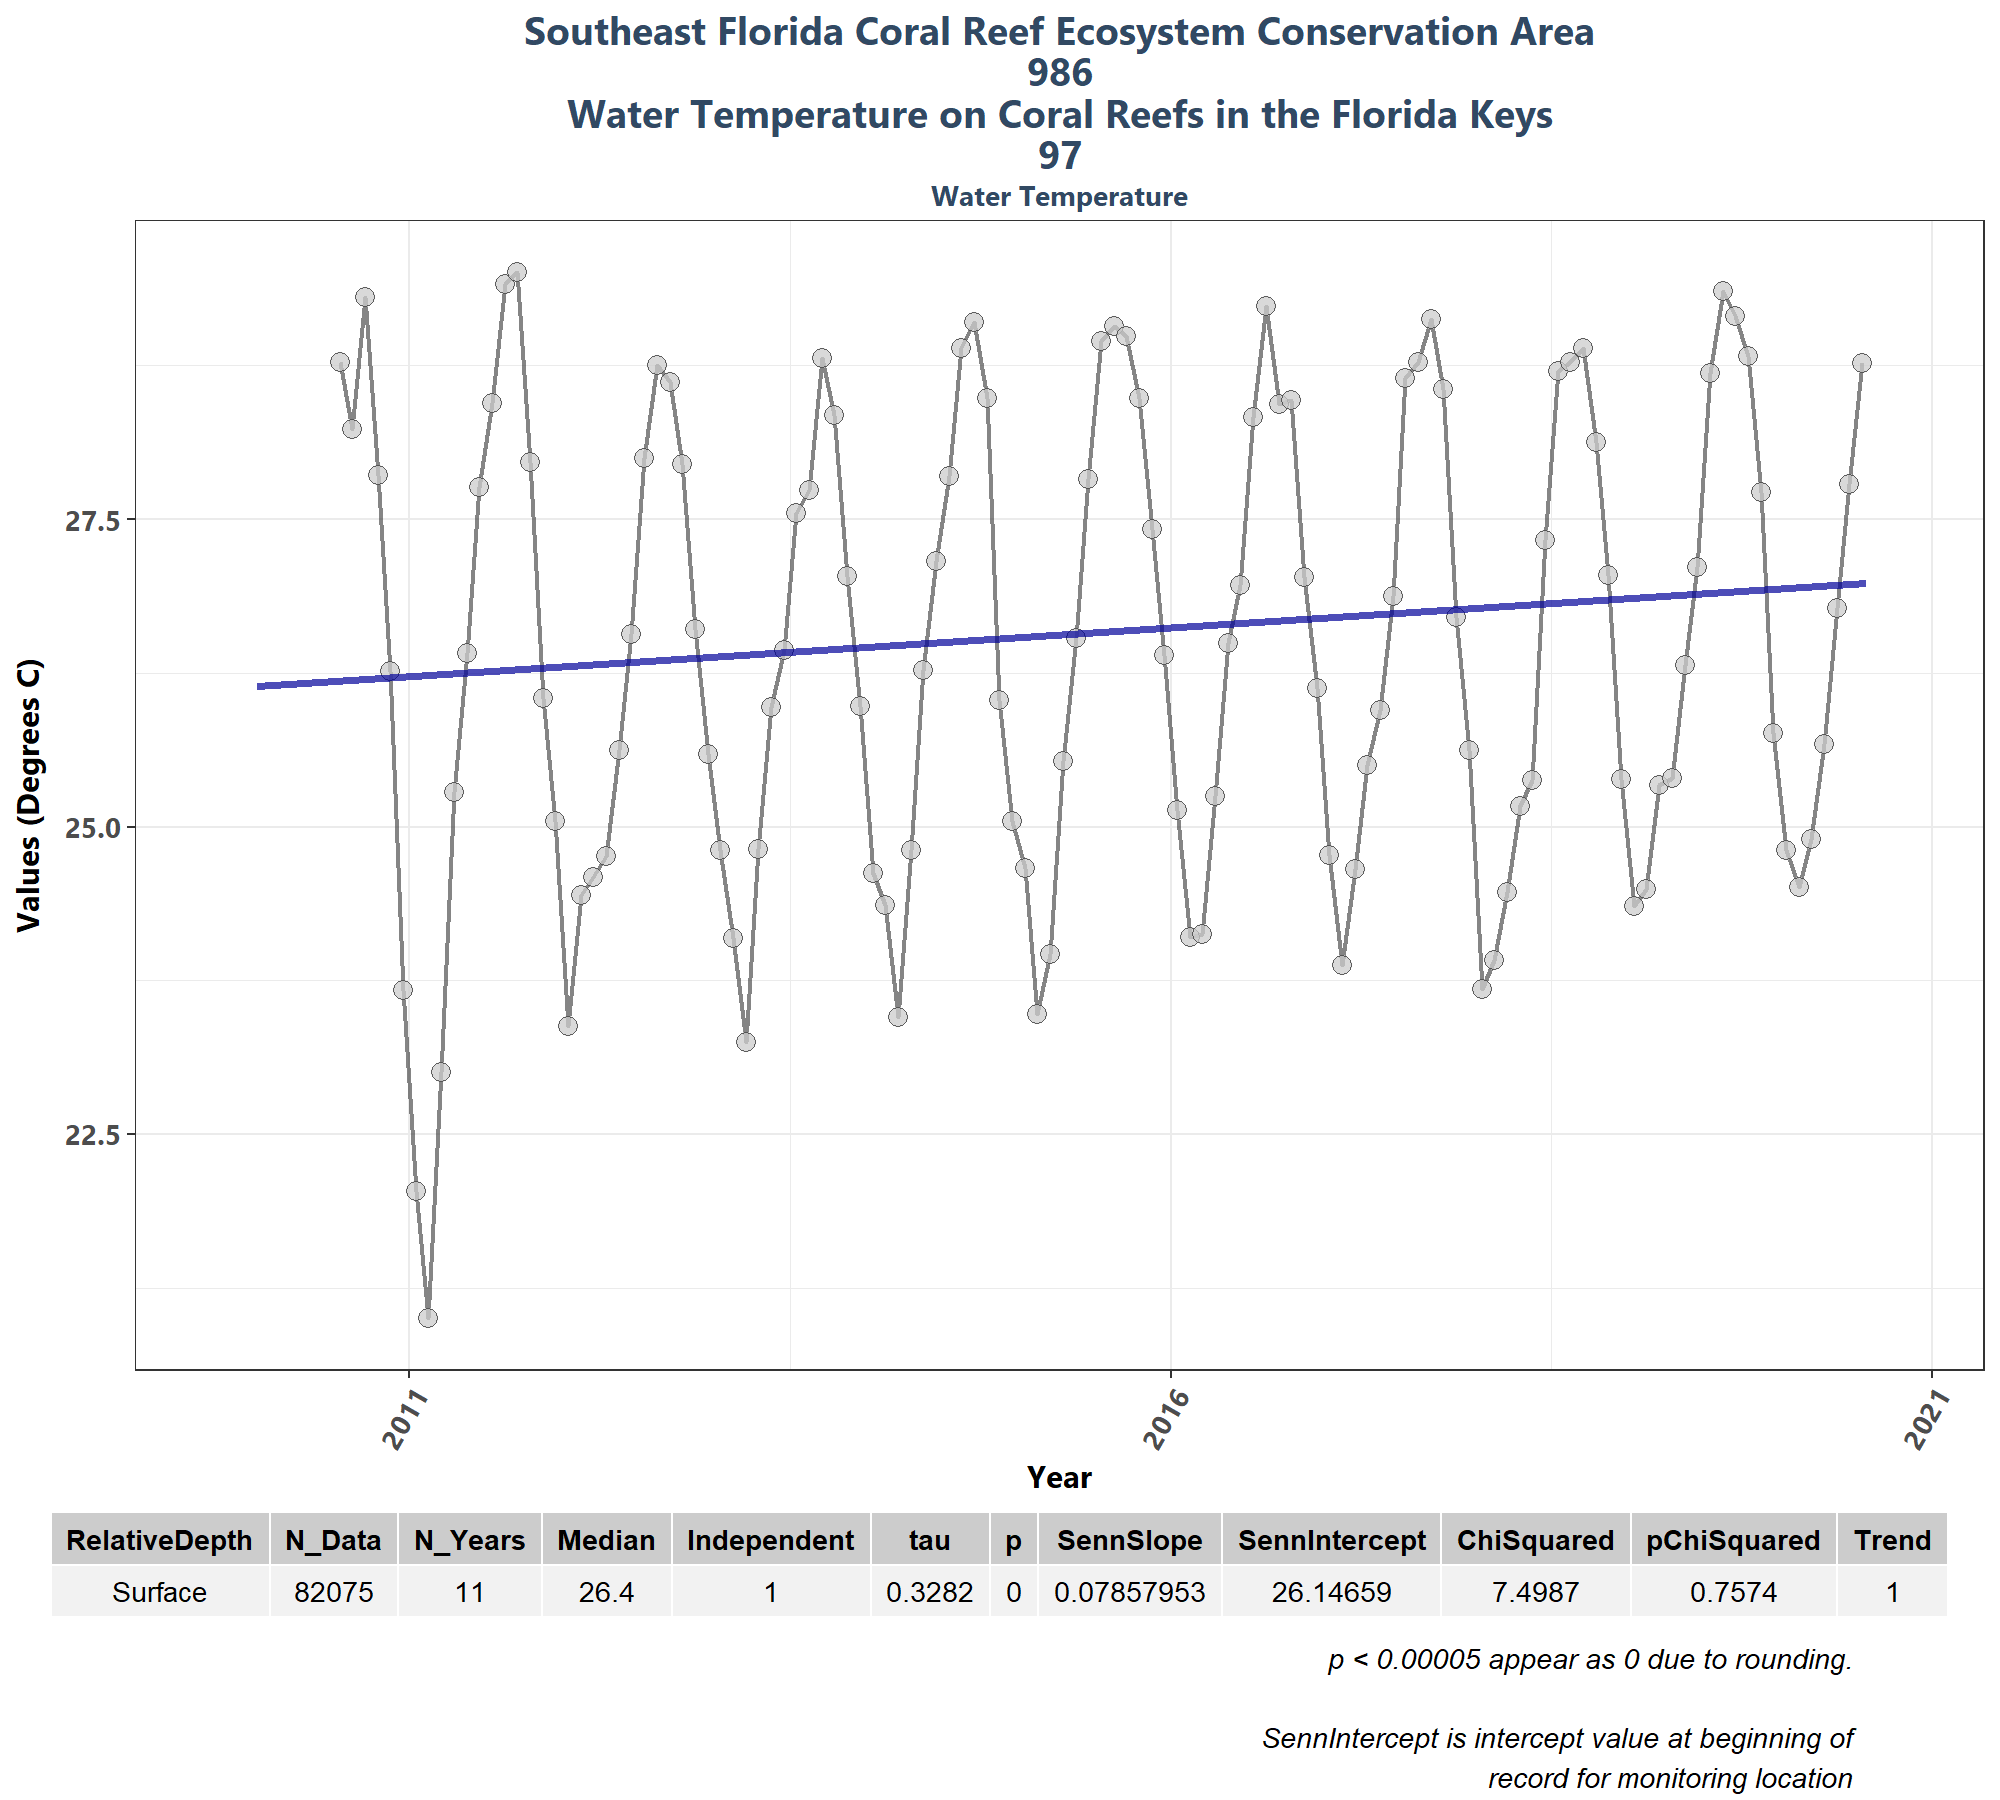 Southeast Florida Coral Reef Ecosystem Conservation Area
986
Water Temperature on Coral Reefs in the Florida Keys
97
Water Temperature
27.5
25.0
22.5
Values (Degrees C)
2011
2016
2021
Year
RelativeDepth N_Data N_Years Median Independent tau p SennSlope SennIntercept ChiSquared pChiSquared Trend
Surface 82075 11 26.4 1 0.3282 0 0.07857953 26.14659 7.4987 0.7574 1
p < 0.00005 appear as 0 due to rounding.
SennIntercept is intercept value at beginning of
record for monitoring location